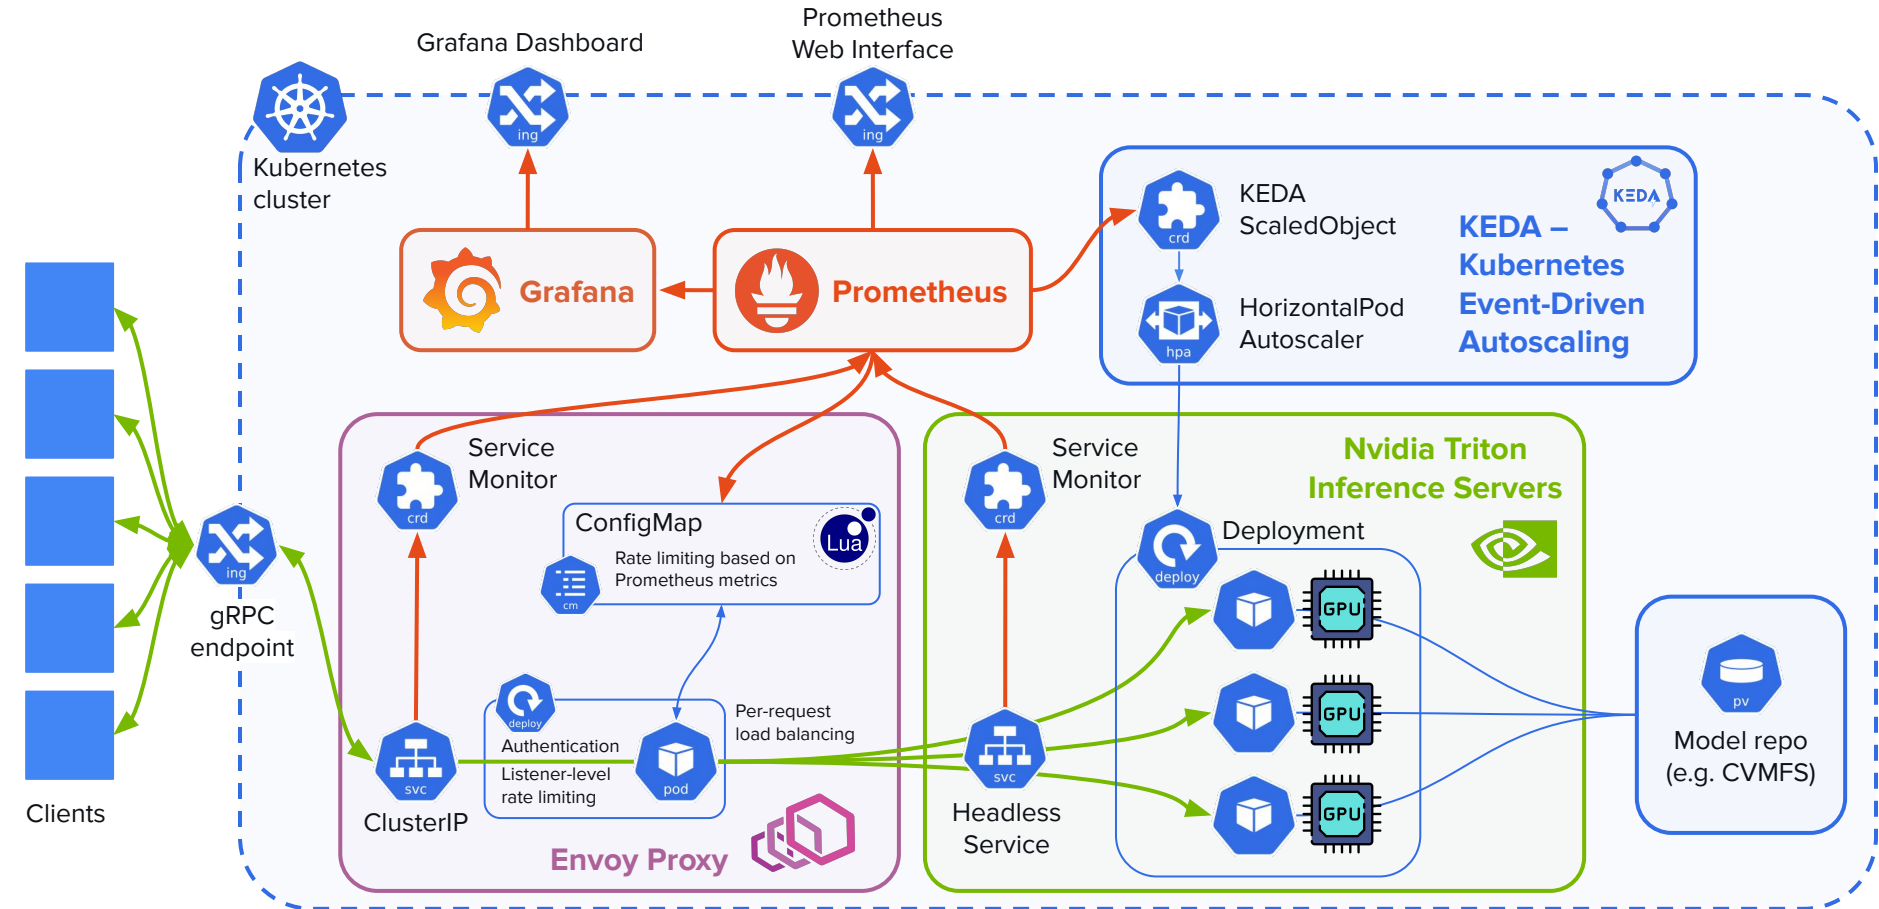 Prometheus
Web Interface
Grafana Dashboard
ing
ing
Kubernetes
cluster
KEDA
ScaledObject
crd
KEDA
KEDA –
Kubernetes
Event-Driven
Autoscaling
Grafana
Prometheus
HorizontalPod
Autoscaler
hpa
Service
Monitor
crd
ConfigMap
Rate limiting based on
Prometheus metrics
cm
Lua
Service
Monitor
crd
Nvidia Triton
Inference Servers
Deployment
deploy
GPU
GPU
GPU
ing
gRPC
endpoint
Clients
deploy
Authentication
Listener-level
rate limiting
pod
Per-request
load balancing
svc
ClusterIP
Envoy Proxy
svc
Headless
Service
pv
Model repo
(e.g. CVMFS)